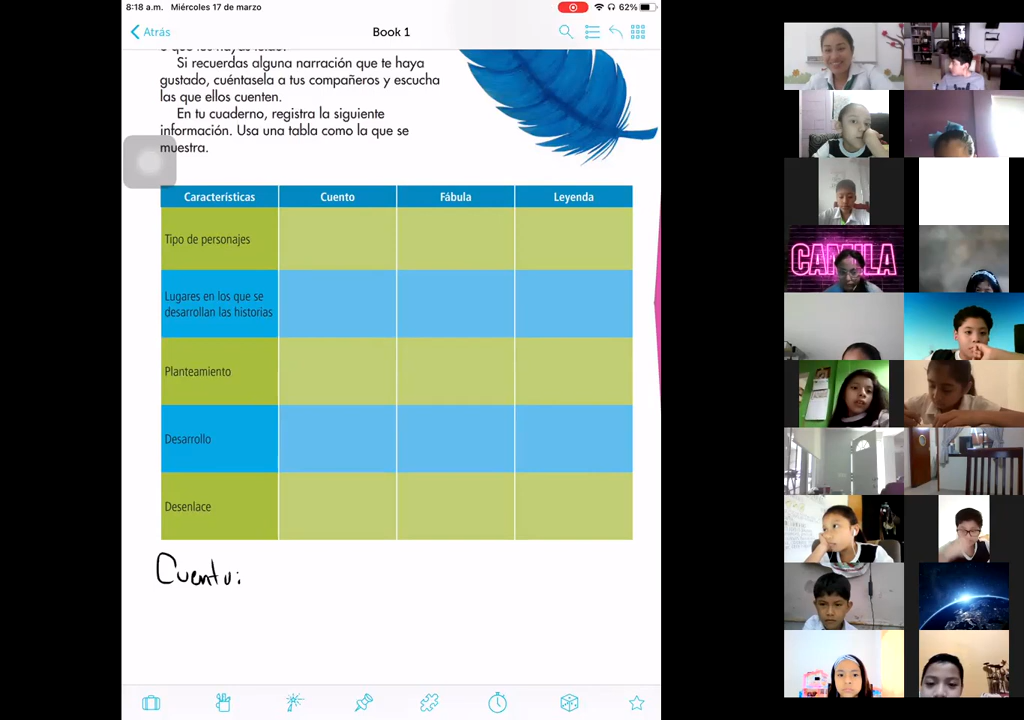 8:18 a.m. Miércoles 17 de marzo
62%
Atrás
Book 1
Si recuerdas alguna narración que te haya
gustado, cuéntasela a tus compañeros y escucha
las que ellos cuenten.
En tu cuaderno, registra la siguiente
información. Usa una tabla como la que se
muestra.
Características Cuento Fábula Leyenda
Tipo de personajes
Lugares en los que se
desarrollan las historias
Planteamiento
Desarrollo
Desenlace
Cuento:
CAMILA